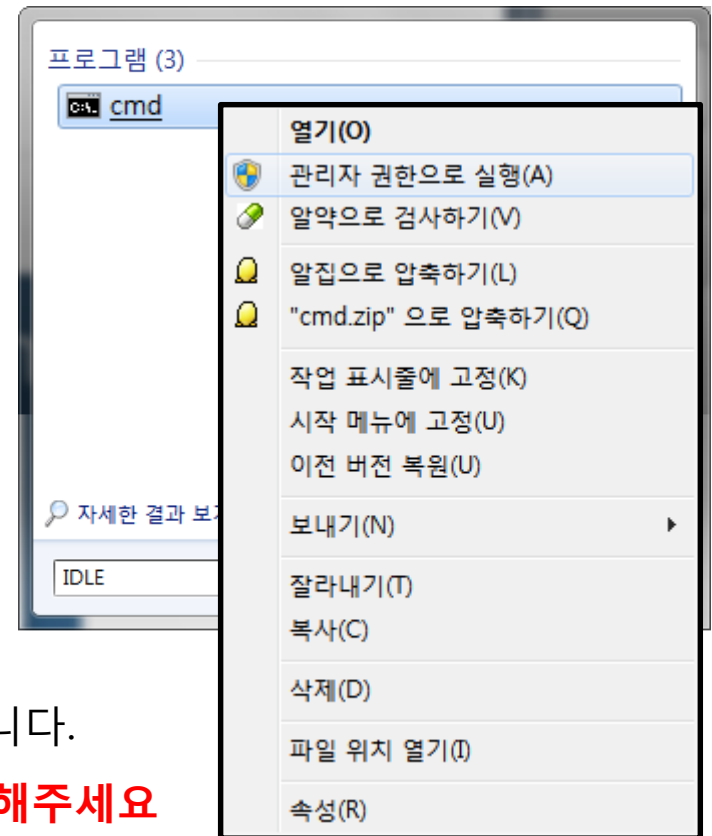 프로그램 (3)
cmd
열기(O)
관리자 권한으로 실행(A)
알약으로 검사하기(V)
알집으로 압축하기(L)
"cmd.zip" 으로 압축하기(Q)
작업 표시줄에 고정(K)
시작 메뉴에 고정(U)
이전 버전 복원(U)
보내기(N)
잘라내기(T)
복사(C)
삭제(D)
파일 위치 열기(I)
속성(R)
자세한 결과 보
IDLE
니다.
해주세요